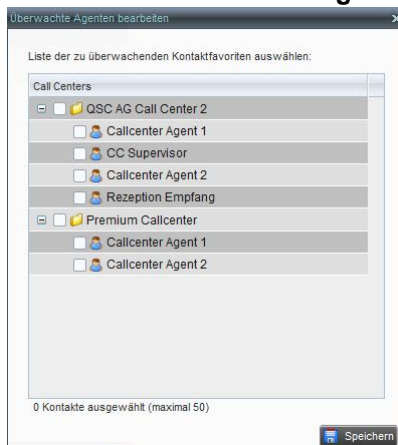 Überwachte Agenten bearbeiten
Liste der zu überwachenden Kontaktfavoriten auswählen:
Call Centers
QSC AG Call Center 2
Callcenter Agent 1
CC Supervisor
Callcenter Agent 2
Rezeption Empfang
Premium Callcenter
Callcenter Agent 1
Callcenter Agent 2
0 Kontakte ausgewählt (maximal 50)
Speichern